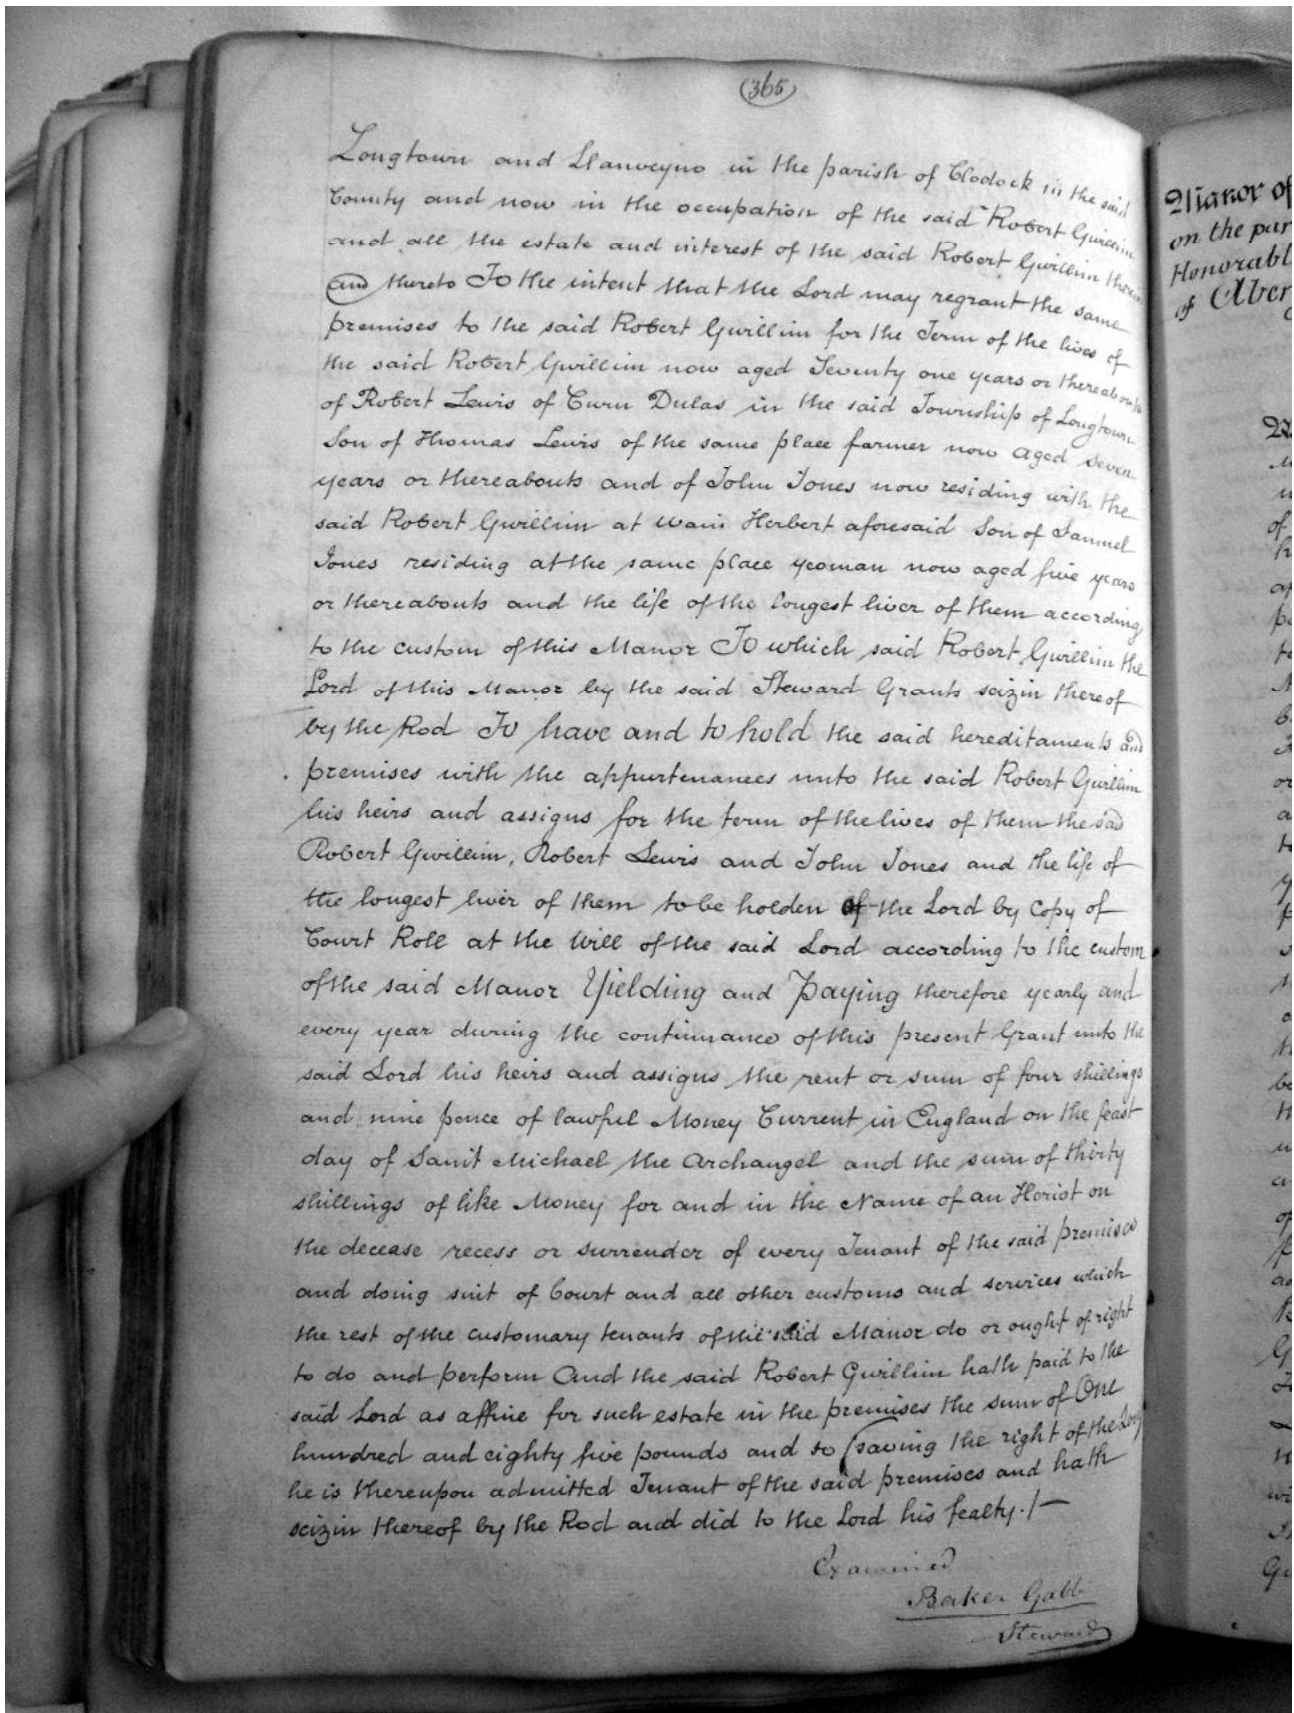 365
Longtown and Llanveyno in the parish of Clodock in the said
County and now in the occupation of the said Robert Gwillim
and all the estate and interest of the said Robert Gwillim therein
and thereto To the intent that the Lord may regrant the same
premises to the said Robert Gwillim for the Term of the lives of
the said Robert Gwillim now aged Seventy one years or thereabouts
of Robert Lewis of Cwm Dulas in the said Township of Longtown
Son of Thomas Lewis of the same place farmer now aged seven
years or thereabouts and of John Jones now residing with the
said Robert Gwillim at Wain Herbert aforesaid Son of Samuel
Jones residing at the same place yeoman now aged five years
or thereabouts and the life of the longest liver of them according
to the custom of this Manor To which said Robert Gwillim the
Lord of this Manor by the said Steward Grants seizin thereof
by the Rod To have and to hold the said hereditaments and
premises with the appurtenances unto the said Robert Gwillim
his heirs and assigns for the term of the lives of them the said
Robert Gwillim, Robert Lewis and John Jones and the life of
the longest liver of them to be holden of the Lord by Copy of
Court Roll at the Will of the said Lord according to the custom
of the said Manor Yielding and Paying therefore yearly and
every year during the continuance of this present Grant unto the
said Lord his heirs and assigns the rent or sum of four shillings
and nine pence of lawful Money Current in England on the feast
day of Saint Michael the Archangel and the sum of thirty
shillings of like Money for and in the Name of an Heriot on
the decease recess or surrender of every Tenant of the said premises
and doing suit of Court and all other customs and services which
the rest of the customary tenants of the said Manor do or ought of right
to do and perform And the said Robert Gwillim hath paid to the
said Lord as affine for such estate in the premises the sum of One
hundred and eighty five pounds and so (saving the right of the Lord)
he is thereupon admitted Tenant of the said premises and hath
seizin thereof by the Rod and did to the Lord his fealty. /—
Examined
Baker Gabb
Steward
Manor of
on the par
Honorabl
of Aber